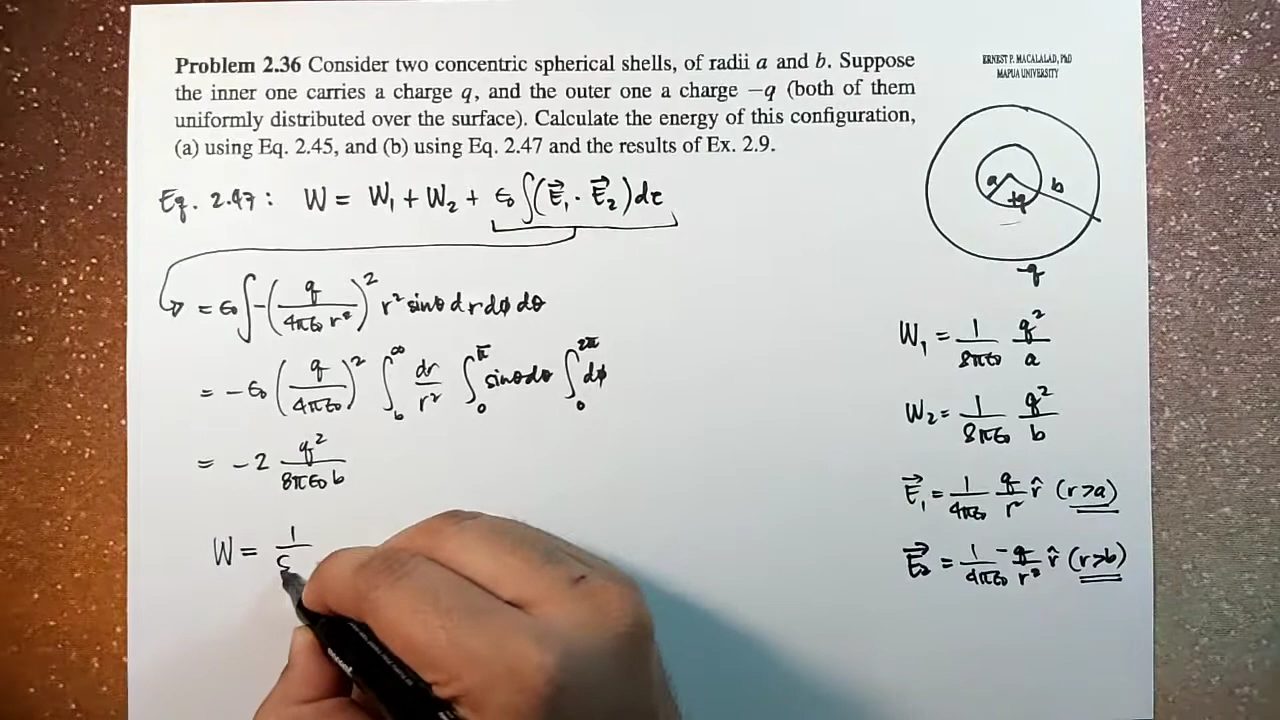 Problem 2.36 Consider two concentric spherical shells, of radii a and b. Suppose
the inner one carries a charge q, and the outer one a charge −q (both of them
uniformly distributed over the surface). Calculate the energy of this configuration,
(a) using Eq. 2.45, and (b) using Eq. 2.47 and the results of Ex. 2.9.
ERNEST P. MACALALAD, PhD
MAPUA UNIVERSITY
a b
+q
-q
Eq. 2.47: W = W₁ + W₂ + ε₀∫(E⃗₁ · E⃗₂)dτ
= ε₀∫-(q/4πε₀r²)² r² sinθ dr dϕ dθ
= -ε₀(q/4πε₀)² ∫_b^∞ dr/r² ∫_0^π sinθdθ ∫_0^2π dϕ
= -2 q²/8πε₀b
W = 1
W₁ = 1/8πε₀ q²/a
W₂ = 1/8πε₀ q²/b
E⃗₁ = 1/4πε₀ q/r² r̂ (r>a)
E⃗₂ = 1/4πε₀ -q/r² r̂ (r>b)